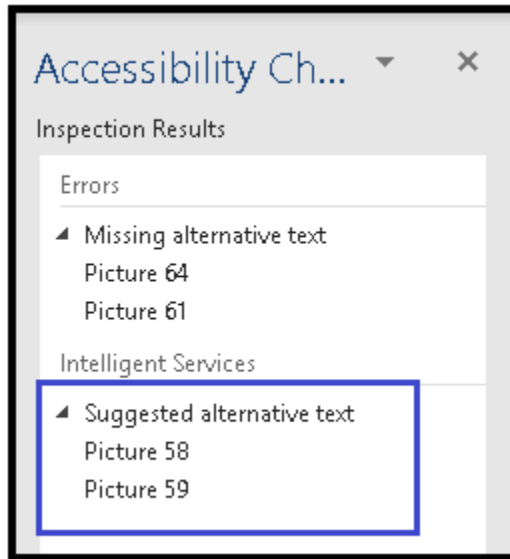 Accessibility Ch...
Inspection Results
Errors
Missing alternative text
Picture 64
Picture 61
Intelligent Services
Suggested alternative text
Picture 58
Picture 59